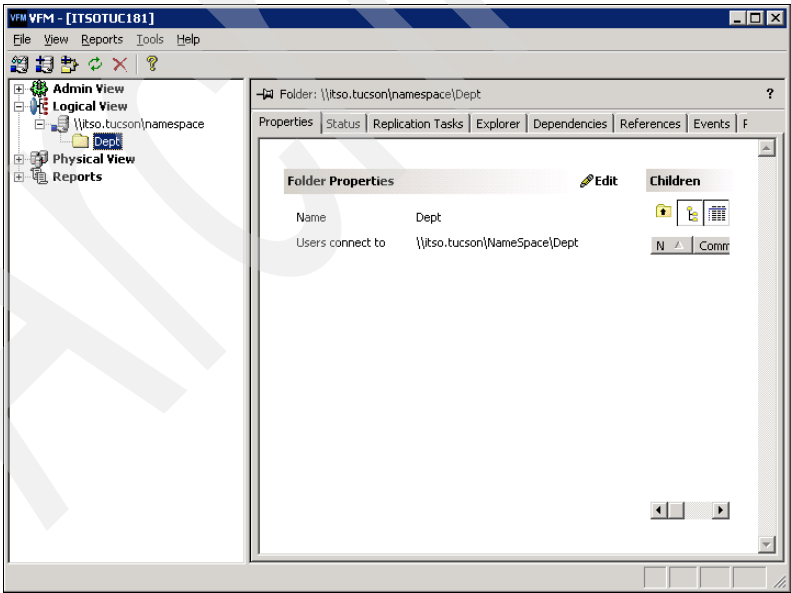 VFM VFM - [ITSOTUC181]
File View Reports Tools Help
Admin View
Logical View
\\itso.tucson\namespace
Dept
Physical View
Reports
Folder: \\itso.tucson\namespace\Dept ?
Properties Status Replication Tasks Explorer Dependencies References Events F
Folder Properties Edit Children
Name Dept
Users connect to \\itso.tucson\NameSpace\Dept
N Comm